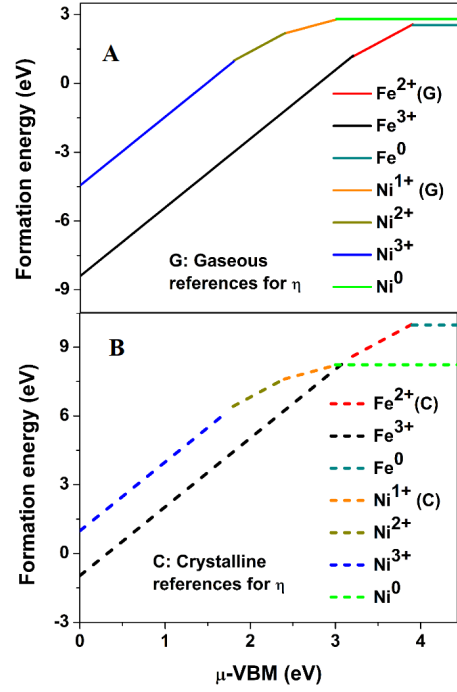 3
0
-3
-6
-9
Formation energy (eV)
A
Fe²⁺(G)
Fe³⁺
Fe⁰
Ni¹⁺ (G)
Ni²⁺
Ni³⁺
Ni⁰
G: Gaseous
references for η
9
6
3
0
-3
Formation energy (eV)
B
Fe²⁺(C)
Fe³⁺
Fe⁰
Ni¹⁺ (C)
Ni²⁺
Ni³⁺
Ni⁰
C: Crystalline
references for η
0 1 2 3 4
μ-VBM (eV)